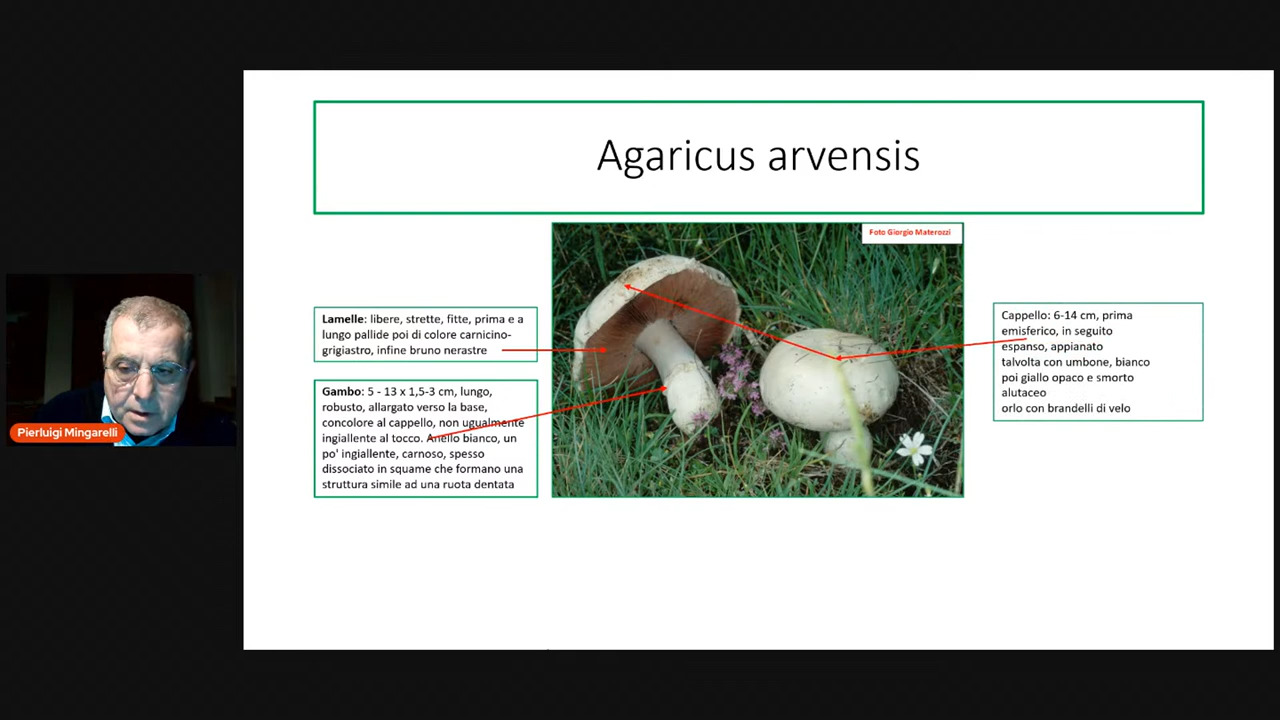 Agaricus arvensis
Foto Giorgio Materozzi
Lamelle: libere, strette, fitte, prima e a
lungo pallide poi di colore carnicino-
grigiastro, infine bruno nerastre
Gambo: 5 - 13 x 1,5-3 cm, lungo,
robusto, allargato verso la base,
concolore al cappello, non ugualmente
ingiallente al tocco. Anello bianco, un
po' ingiallente, carnoso, spesso
dissociato in squame che formano una
struttura simile ad una ruota dentata
Cappello: 6-14 cm, prima
emisferico, in seguito
espanso, appianato
talvolta con umbone, bianco
poi giallo opaco e smorto
alutaceo
orlo con brandelli di velo
Pierluigi Mingarelli